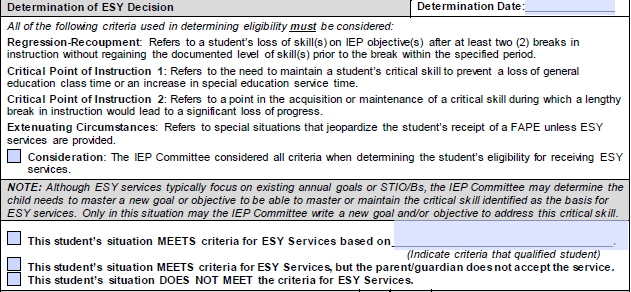 Determination of ESY Decision Determination Date:
All of the following criteria used in determining eligibility must be considered:
Regression-Recoupment: Refers to a student's loss of skill(s) on IEP objective(s) after at least two (2) breaks in
instruction without regaining the documented level of skill(s) prior to the break within the specified period.
Critical Point of Instruction 1: Refers to the need to maintain a student's critical skill to prevent a loss of general
education class time or an increase in special education service time.
Critical Point of Instruction 2: Refers to a point in the acquisition or maintenance of a critical skill during which a lengthy
break in instruction would lead to a significant loss of progress.
Extenuating Circumstances: Refers to special situations that jeopardize the student's receipt of a FAPE unless ESY
services are provided.
Consideration: The IEP Committee considered all criteria when determining the student's eligibility for receiving ESY
services.
NOTE: Although ESY services typically focus on existing annual goals or STIO/Bs, the IEP Committee may determine the
child needs to master a new goal or objective to be able to master or maintain the critical skill identified as the basis for
ESY services. Only in this situation may the IEP Committee write a new goal and/or objective to address this critical skill.
This student's situation MEETS criteria for ESY Services based on .
(Indicate criteria that qualified student)
This student's situation MEETS criteria for ESY Services, but the parent/guardian does not accept the service.
This student's situation DOES NOT MEET the criteria for ESY Services.